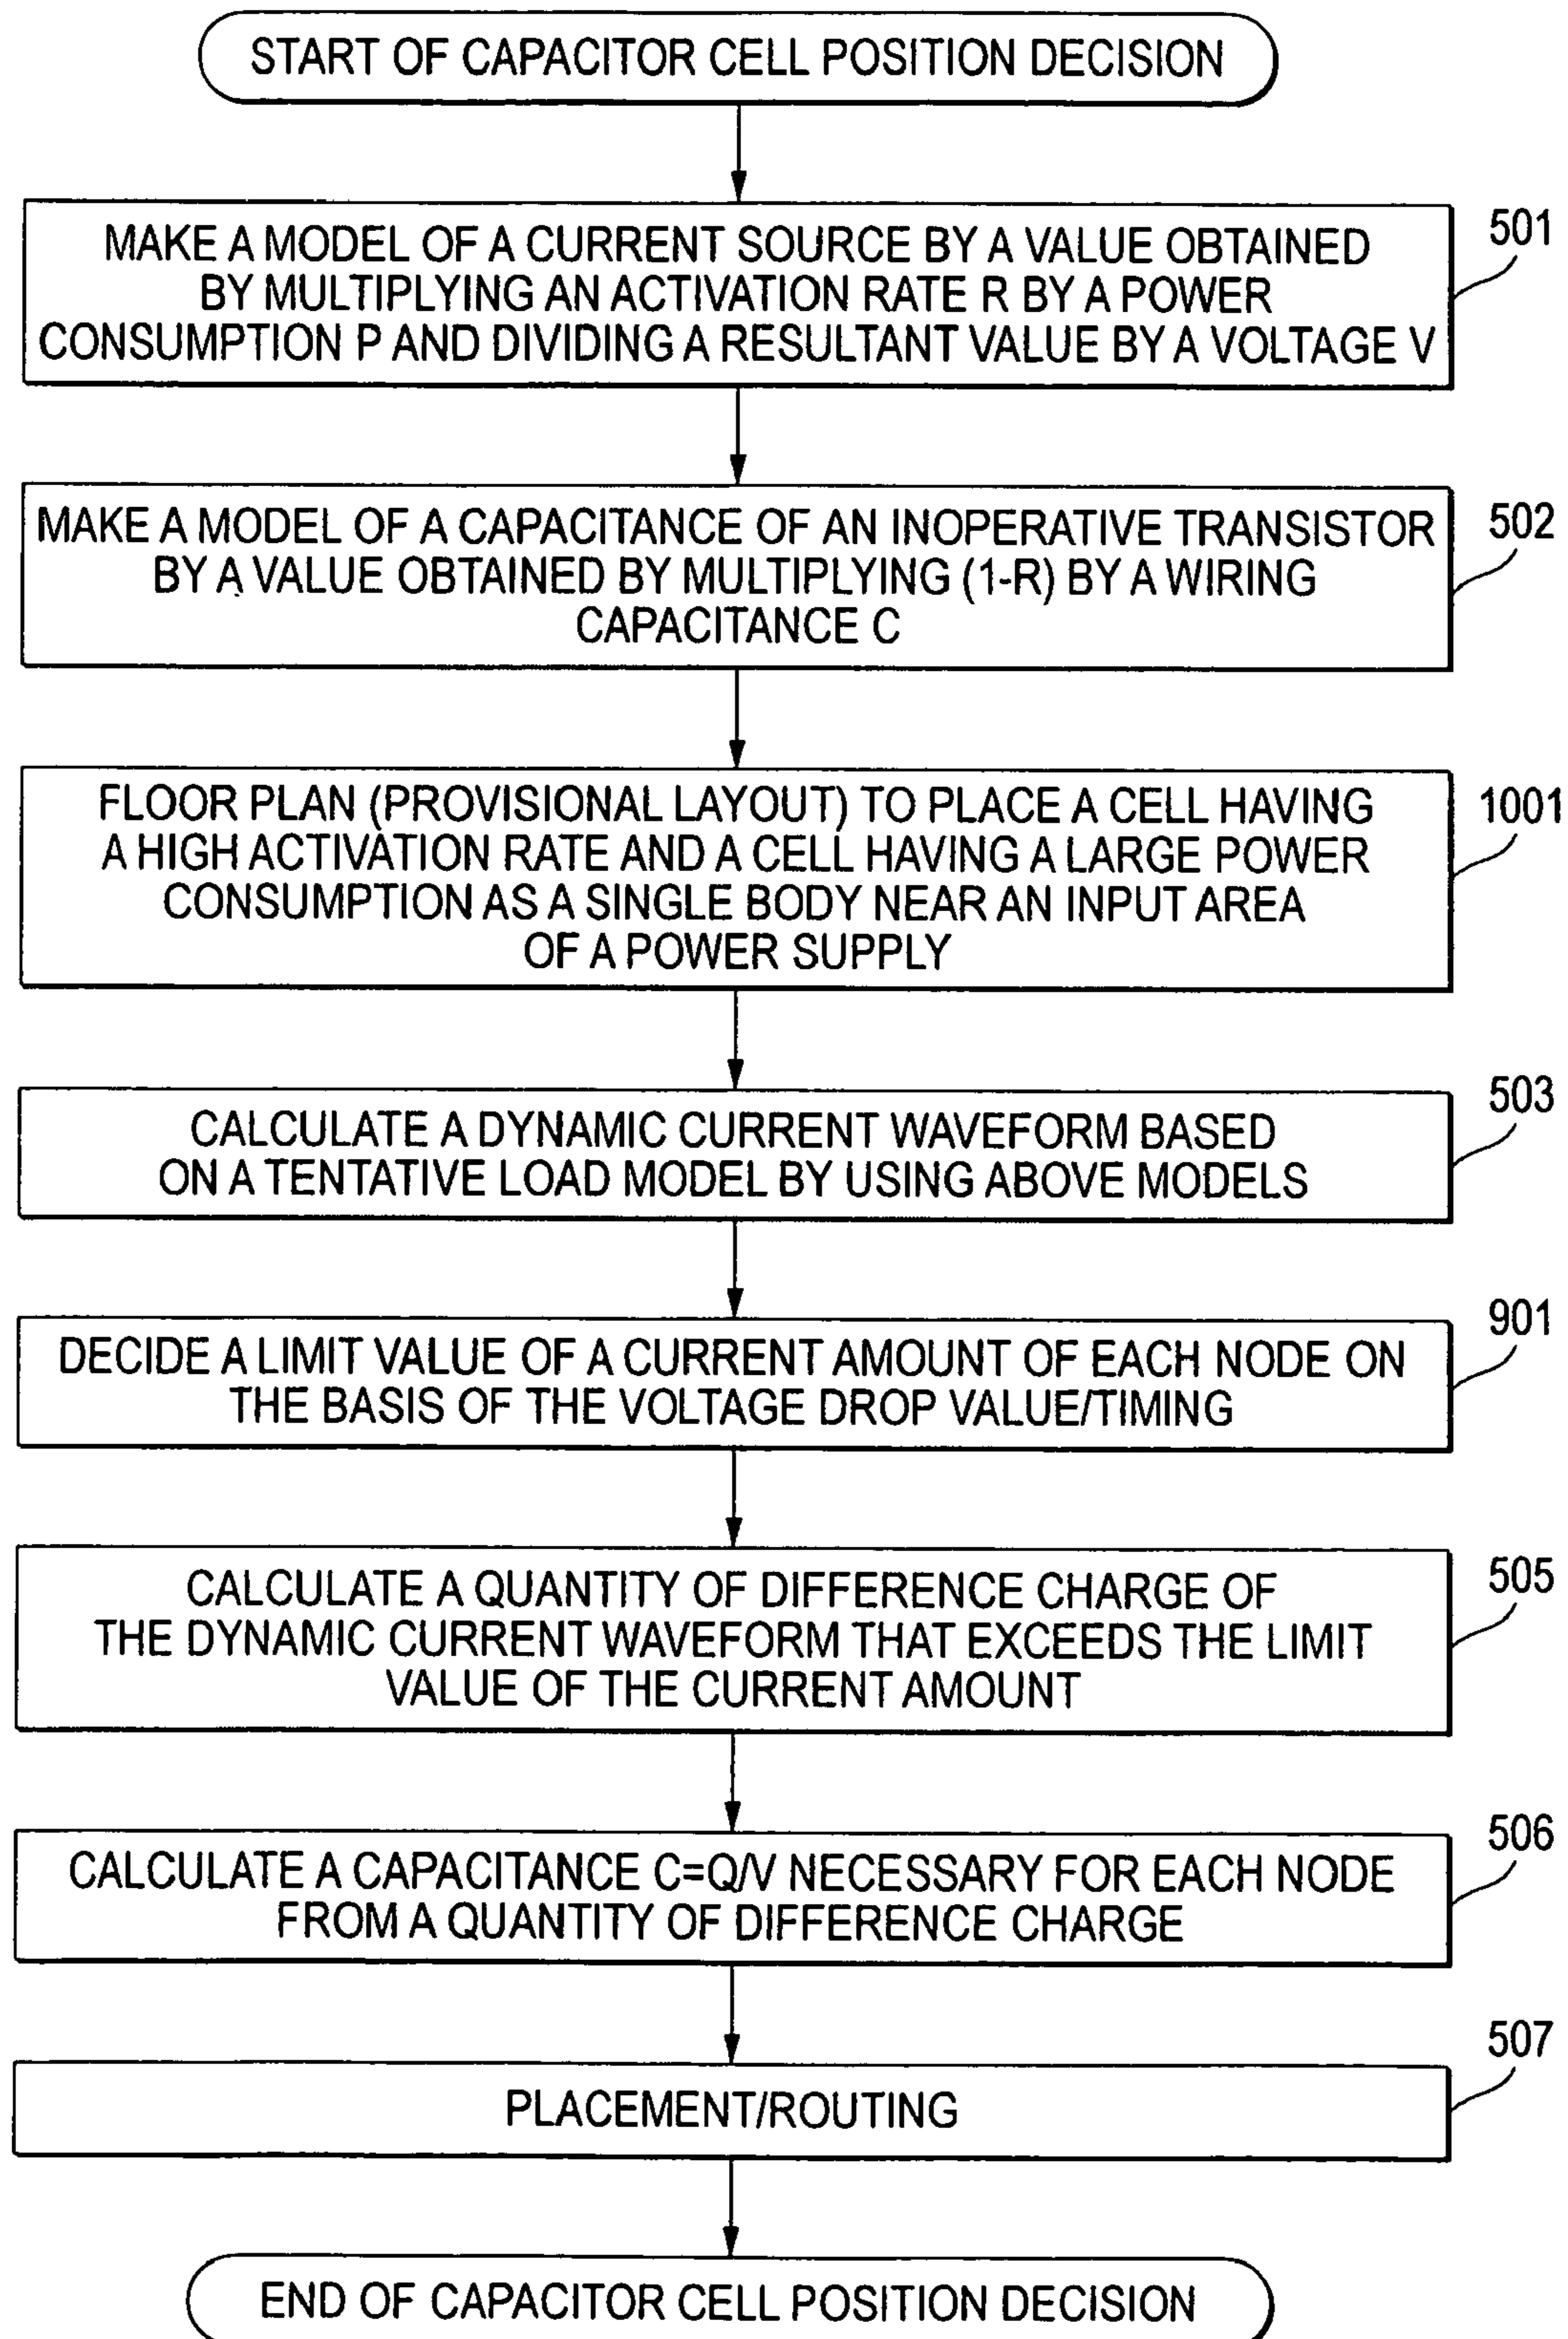 START OF CAPACITOR CELL POSITION DECISION
501
MAKE A MODEL OF A CURRENT SOURCE BY A VALUE OBTAINED
BY MULTIPLYING AN ACTIVATION RATE R BY A POWER
CONSUMPTION P AND DIVIDING A RESULTANT VALUE BY A VOLTAGE V
502
MAKE A MODEL OF A CAPACITANCE OF AN INOPERATIVE TRANSISTOR
BY A VALUE OBTAINED BY MULTIPLYING (1-R) BY A WIRING
CAPACITANCE C
1001
FLOOR PLAN (PROVISIONAL LAYOUT) TO PLACE A CELL HAVING
A HIGH ACTIVATION RATE AND A CELL HAVING A LARGE POWER
CONSUMPTION AS A SINGLE BODY NEAR AN INPUT AREA
OF A POWER SUPPLY
503
CALCULATE A DYNAMIC CURRENT WAVEFORM BASED
ON A TENTATIVE LOAD MODEL BY USING ABOVE MODELS
901
DECIDE A LIMIT VALUE OF A CURRENT AMOUNT OF EACH NODE ON
THE BASIS OF THE VOLTAGE DROP VALUE/TIMING
505
CALCULATE A QUANTITY OF DIFFERENCE CHARGE OF
THE DYNAMIC CURRENT WAVEFORM THAT EXCEEDS THE LIMIT
VALUE OF THE CURRENT AMOUNT
506
CALCULATE A CAPACITANCE C=Q/V NECESSARY FOR EACH NODE
FROM A QUANTITY OF DIFFERENCE CHARGE
507
PLACEMENT/ROUTING
END OF CAPACITOR CELL POSITION DECISION